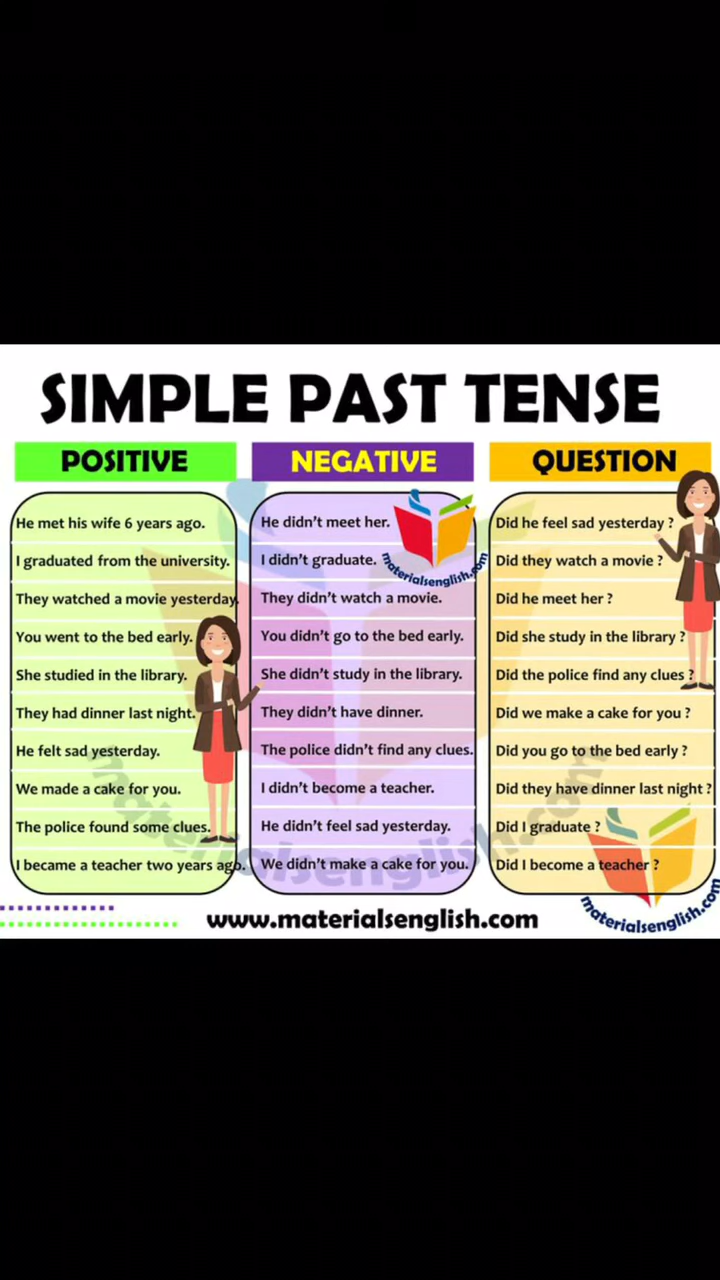 SIMPLE PAST TENSE
POSITIVE
He met his wife 6 years ago.
I graduated from the university.
They watched a movie yesterday.
You went to the bed early.
She studied in the library.
They had dinner last night.
He felt sad yesterday.
We made a cake for you.
The police found some clues.
I became a teacher two years ago.
NEGATIVE
He didn't meet her.
I didn't graduate.
They didn't watch a movie.
You didn't go to the bed early.
She didn't study in the library.
They didn't have dinner.
The police didn't find any clues.
I didn't become a teacher.
He didn't feel sad yesterday.
We didn't make a cake for you.
materialsenglish.com
QUESTION
Did he feel sad yesterday ?
Did they watch a movie ?
Did he meet her ?
Did she study in the library ?
Did the police find any clues ?
Did we make a cake for you ?
Did you go to the bed early ?
Did they have dinner last night ?
Did I graduate ?
Did I become a teacher ?
materialsenglish.com
materialsenglish.com
www.materialsenglish.com